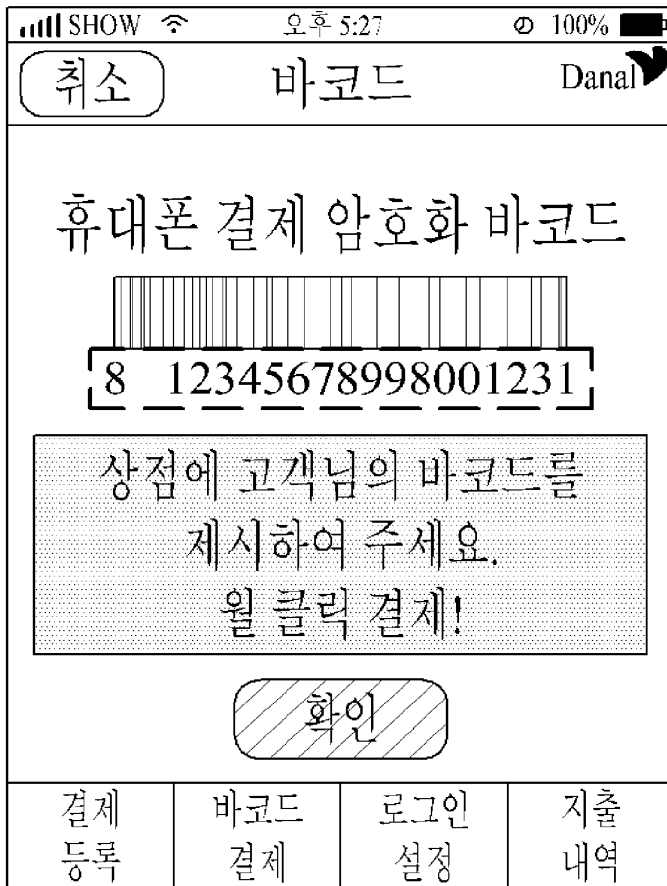 SHOW 오후 5:27 100%
취소 바코드 Danal
휴대폰 결제 암호화 바코드
8 12345678998001231
상점에 고객님의 바코드를
제시하여 주세요.
월 클릭 결제!
확인
결제 바코드 로그인 지출
등록 결제 설정 내역